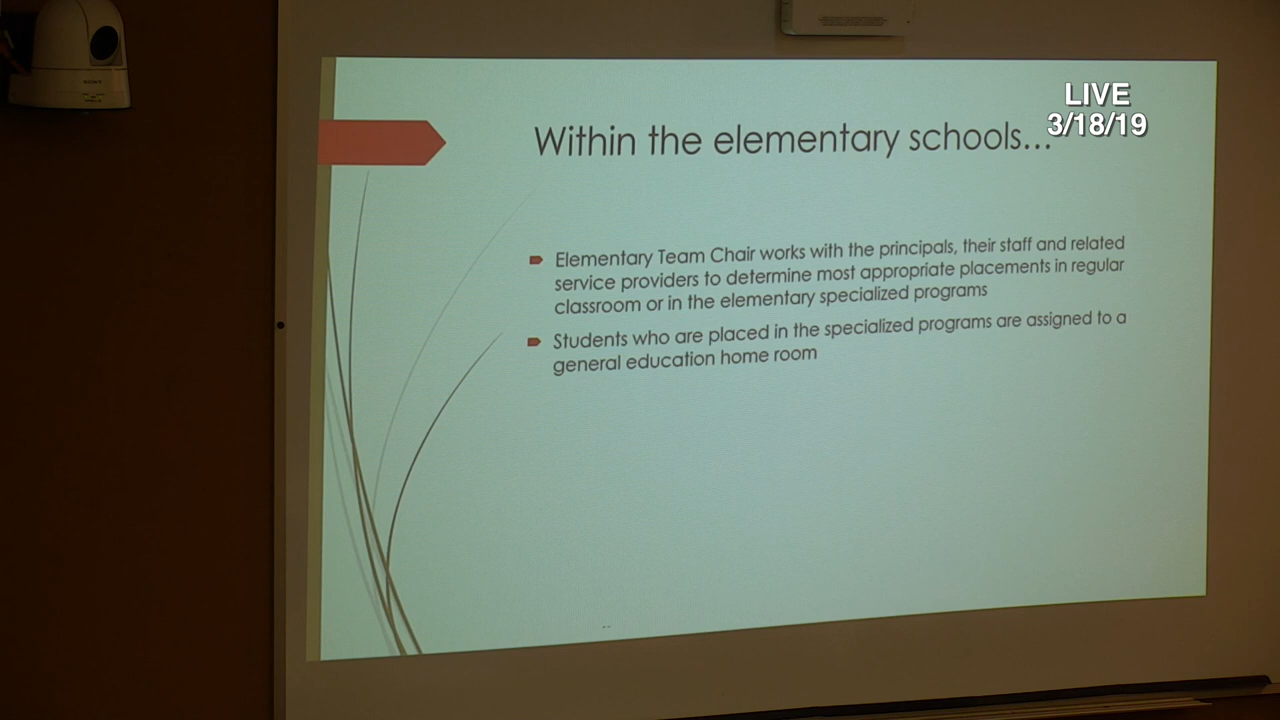 SONY
LIVE
3/18/19
Within the elementary schools...
Elementary Team Chair works with the principals, their staff and related
service providers to determine most appropriate placements in regular
classroom or in the elementary specialized programs
Students who are placed in the specialized programs are assigned to a
general education home room